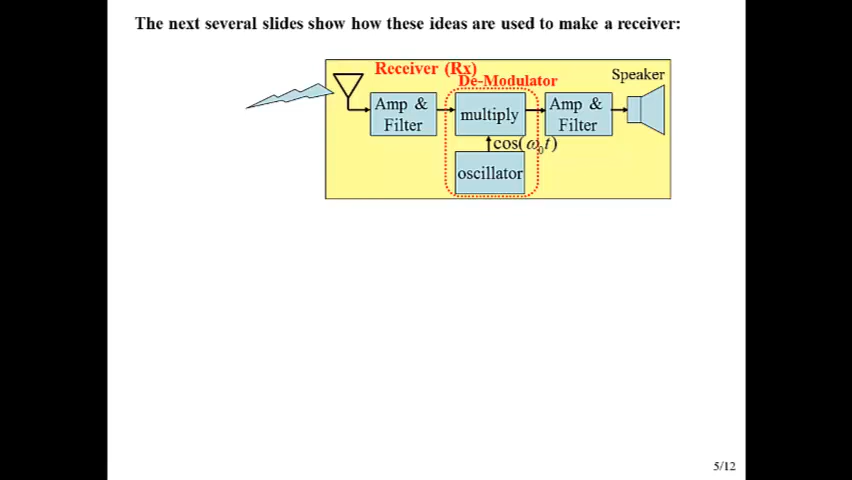 The next several slides show how these ideas are used to make a receiver:
Receiver (Rx)
De-Modulator
Speaker
Amp &
Filter
multiply
Amp &
Filter
cos(ω₀t)
oscillator
5/12